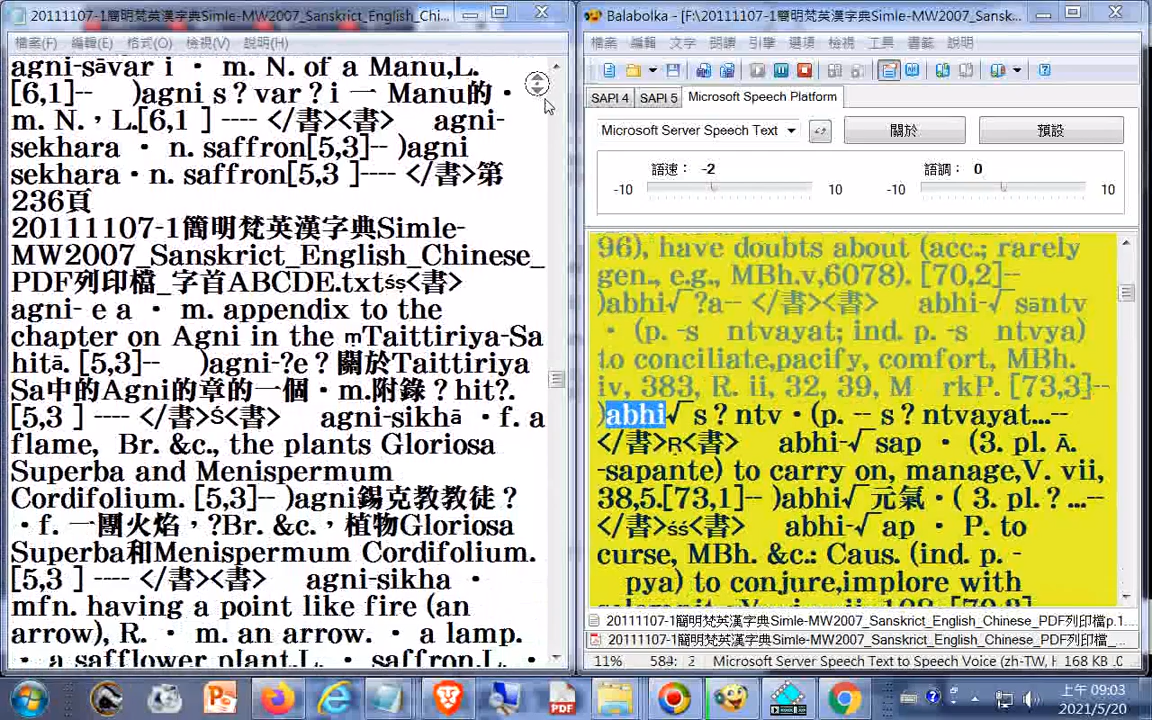 20111107-1簡明梵英漢字典Simle-MW2007_Sanskrict_English_Chi...
檔案(F) 編輯(E) 格式(O) 檢視(V) 說明(H)
agni-sāvar i • m. N. of a Manu,L.
[6,1]-- )agni s?var?i 一 Manu的•
m. N.，L.[6,1 ] ---- </書><書> agni-
sekhara • n. saffron[5,3]-- )agni
sekhara•n. saffron[5,3 ]---- </書>第
236頁
20111107-1簡明梵英漢字典Simle-
MW2007_Sanskrict_English_Chinese_
PDF列印檔_字首ABCDE.txtśṣ<書>
agni- e a • m. appendix to the
chapter on Agni in the ṃTaittiriya-Sa
hitā. [5,3]-- )agni-?e？關於Taittiriya
Sa中的Agni的章的一個•m.附錄？hit?.
[5,3 ] ---- </書>Ś<書> agni-sikhā •f. a
flame, Br. &c., the plants Gloriosa
Superba and Menispermum
Cordifolium. [5,3]-- )agni錫克教教徒？
•f. 一團火焰，?Br. &c.，植物Gloriosa
Superba和Menispermum Cordifolium.
[5,3 ] ---- </書><書> agni-sikha •
mfn. having a point like fire (an
arrow), R. • m. an arrow. • a lamp.
• a safflower plant,L. • saffron,L. •
Balabolka - [F:\20111107-1簡明梵英漢字典Simle-MW2007_Sansk...
檔案 編輯 文字 朗讀 引擎 選項 檢視 工具 書籤 說明
SAPI 4 SAPI 5 Microsoft Speech Platform
Microsoft Server Speech Text 關於 預設
語速： -2 語調： 0
-10 10 -10 10
96), have doubts about (acc.; rarely
gen., e.g., MBh.v,6078). [70,2]--
)abhi√ ?a-- </書><書> abhi-√ sāntv
• (p. -s ntvayat; ind. p. -s ntvya)
to conciliate,pacify, comfort, MBh.
iv, 383, R. ii, 32, 39, M rkP. [73,3]--
)abhi√ s？ntv•(p. -- s？ntvayat...--
</書>Ṛ<書> abhi-√ sap • (3. pl. Ā.
-sapante) to carry on, manage,V. vii,
38,5.[73,1]-- )abhi√元氣•( 3. pl.？...--
</書>śś<書> abhi-√ ap • P. to
curse, MBh. &c.: Caus. (ind. p. -
pya) to conjure,implore with
20111107-1簡明梵英漢字典Simle-MW2007_Sanskrict_English_Chinese_PDF列印檔p.1...
20111107-1簡明梵英漢字典Simle-MW2007_Sanskrict_English_Chinese_PDF列印檔_...
11% 584: 2 Microsoft Server Speech Text to Speech Voice (zh-TW, H 168 KB
上午 09:03
2021/5/20